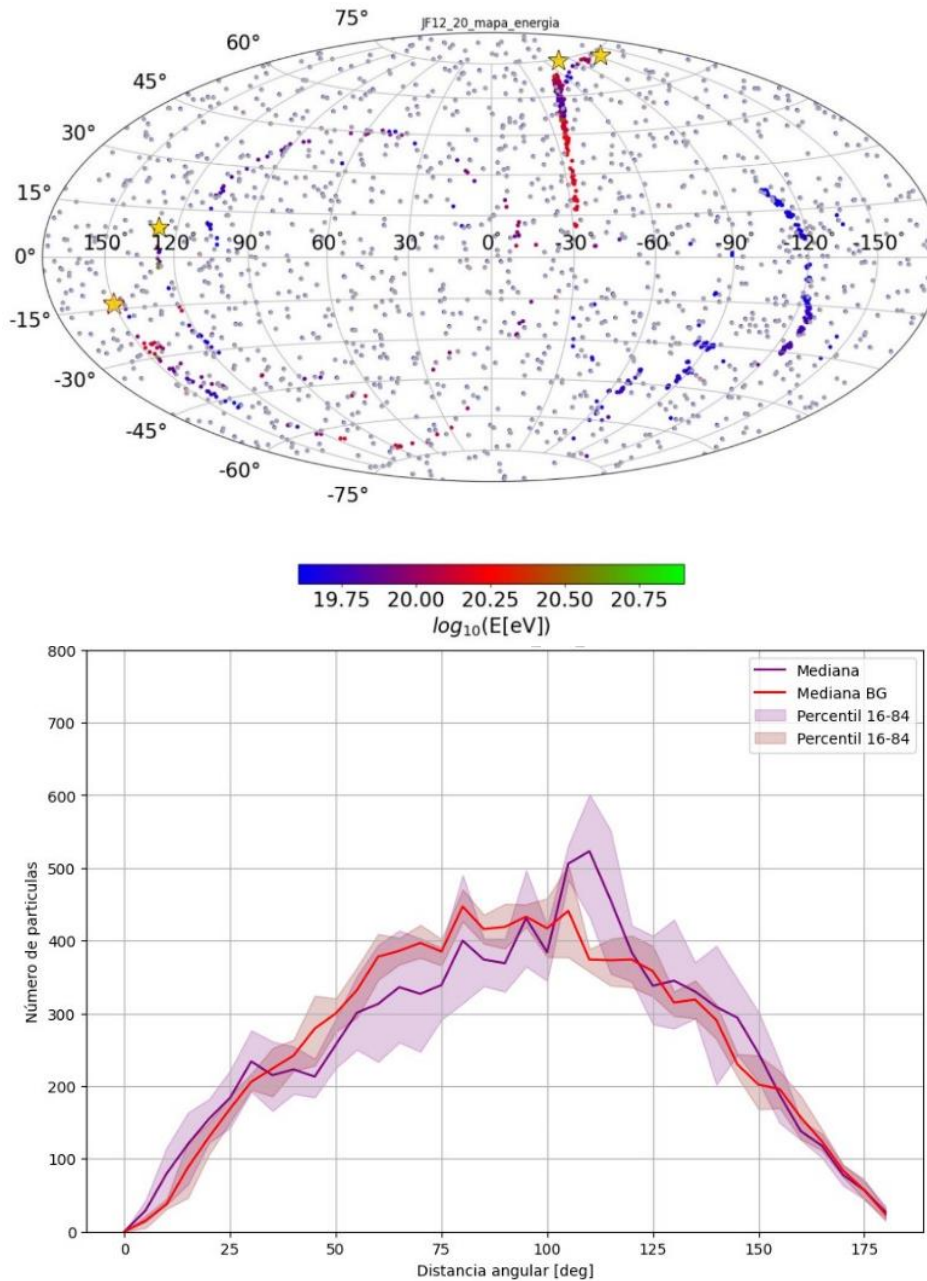 JF12_20_mapa_energia
75°
60°
45°
30°
15°
150 120 90 60 30 0 -30 -60 -90 120 150
0°
-15°
-30°
-45°
-60°
-75°
19.75 20.00 20.25 20.50 20.75
log10(E[eV])
800
Mediana
Mediana BG
700
Percentil 16-84
Percentil 16-84
600
500
400
300
200
100
0
Número de particulas
0 25 50 75 100 125 150 175
Distancia angular [deg]